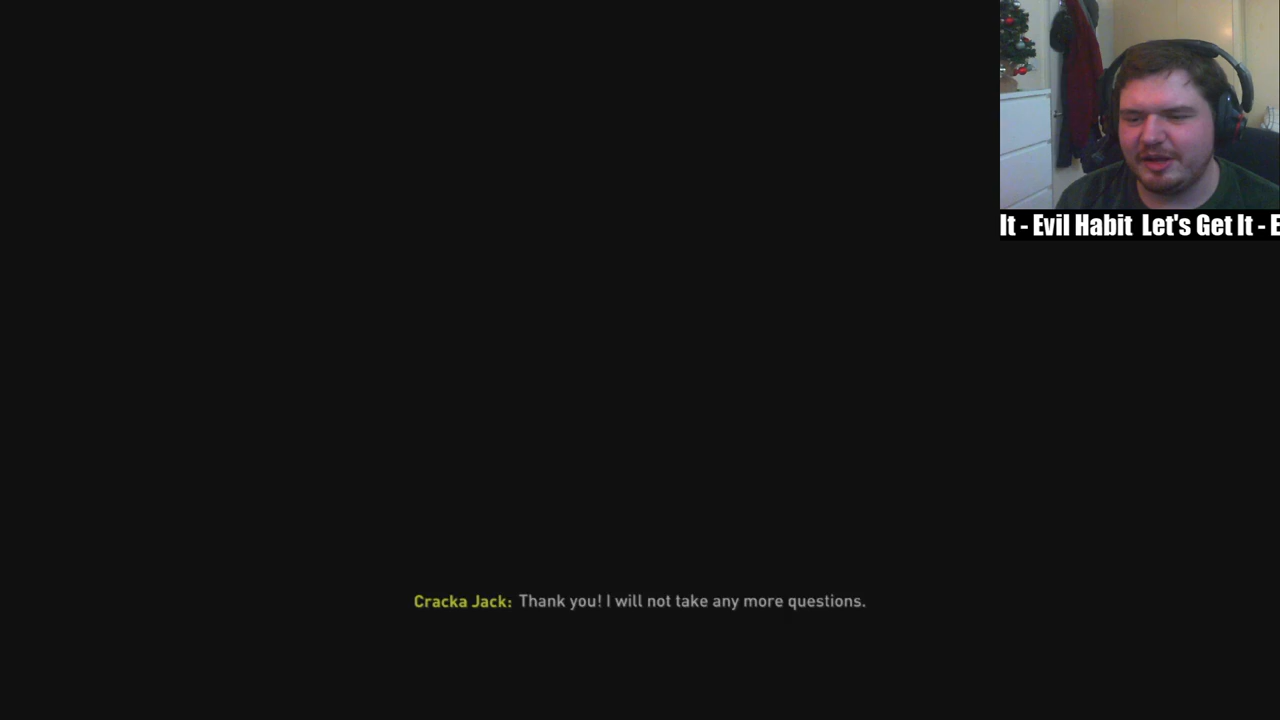 It - Evil Habit  Let's Get It - E
Cracka Jack: Thank you! I will not take any more questions.